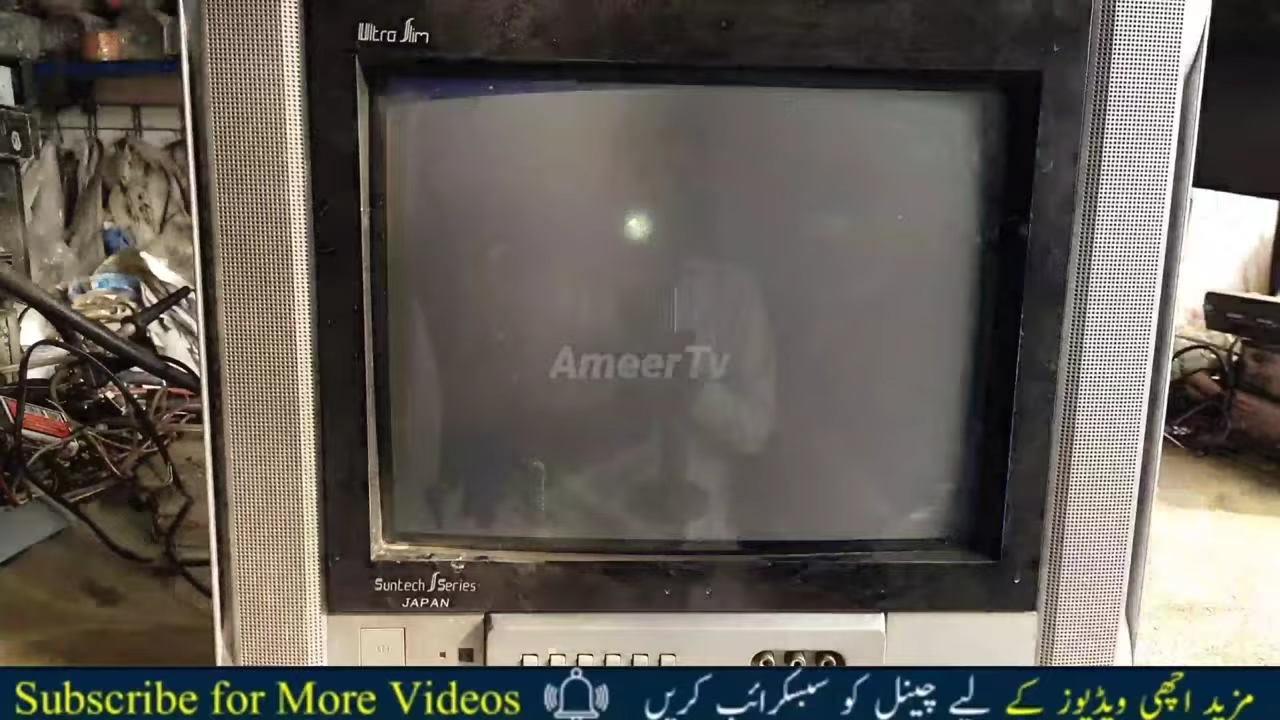 Ultra Slim
AmeerTv
Suntech S Series
JAPAN
Subscribe for More Videos مزید اچھی ویڈیوز کے لیے چینل کو سبسکرائب کریں